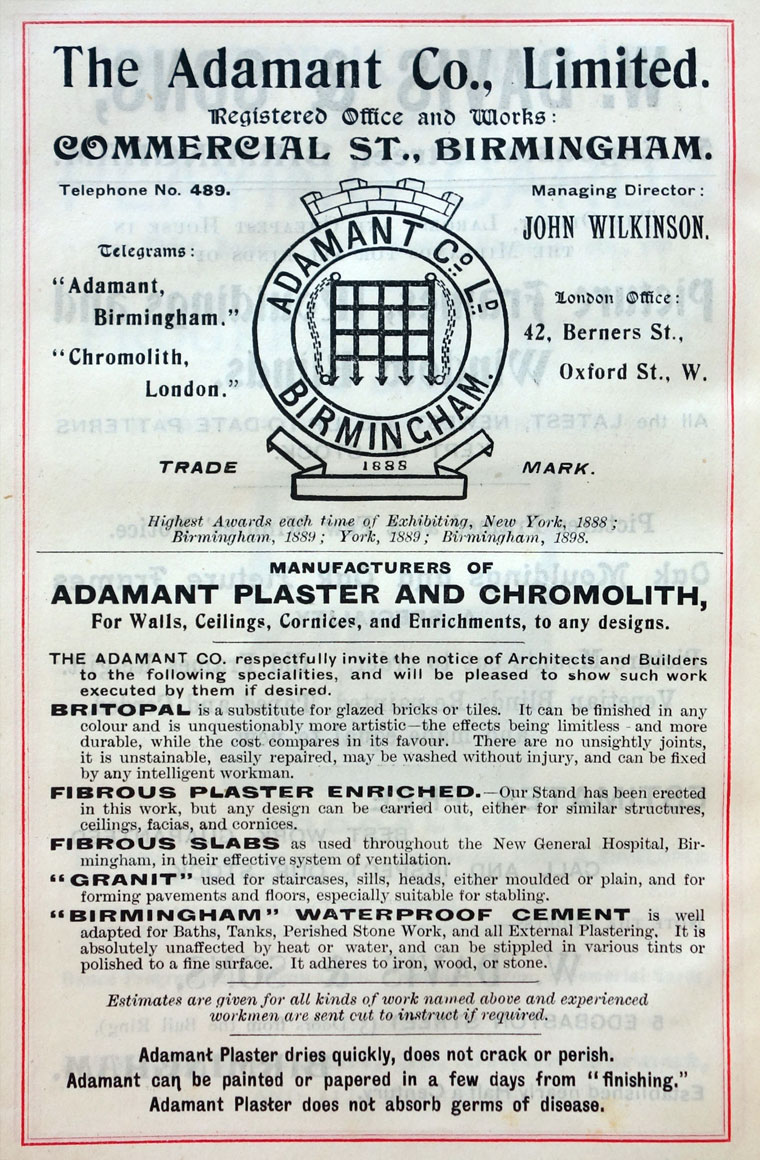 The Adamant Co., Limited.
Registered Office and Works:
COMMERCIAL ST., BIRMINGHAM.
Telephone No. 489.
Telegrams:
"Adamant,
Birmingham."
"Chromolith,
London."
ADAMANT Co. LD.
BIRMINGHAM.
1888
TRADE MARK.
Managing Director:
JOHN WILKINSON.
London Office:
42, Berners St.,
Oxford St., W.
Highest Awards each time of Exhibiting, New York, 1888;
Birmingham, 1889; York, 1889; Birmingham, 1898.
MANUFACTURERS OF
ADAMANT PLASTER AND CHROMOLITH,
For Walls, Ceilings, Cornices, and Enrichments, to any designs.
THE ADAMANT CO. respectfully invite the notice of Architects and Builders
to the following specialities, and will be pleased to show such work
executed by them if desired.
BRITOPAL is a substitute for glazed bricks or tiles. It can be finished in any
colour and is unquestionably more artistic—the effects being limitless - and more
durable, while the cost compares in its favour. There are no unsightly joints,
it is unstainable, easily repaired, may be washed without injury, and can be fixed
by any intelligent workman.
FIBROUS PLASTER ENRICHED.—Our Stand has been erected
in this work, but any design can be carried out, either for similar structures,
ceilings, facias, and cornices.
FIBROUS SLABS as used throughout the New General Hospital, Bir-
mingham, in their effective system of ventilation.
"GRANIT" used for staircases, sills, heads, either moulded or plain, and for
forming pavements and floors, especially suitable for stabling.
"BIRMINGHAM" WATERPROOF CEMENT is well
adapted for Baths, Tanks, Perished Stone Work, and all External Plastering. It is
absolutely unaffected by heat or water, and can be stippled in various tints or
polished to a fine surface. It adheres to iron, wood, or stone.
Estimates are given for all kinds of work named above and experienced
workmen are sent cut to instruct if required.
Adamant Plaster dries quickly, does not crack or perish.
Adamant can be painted or papered in a few days from "finishing."
Adamant Plaster does not absorb germs of disease.